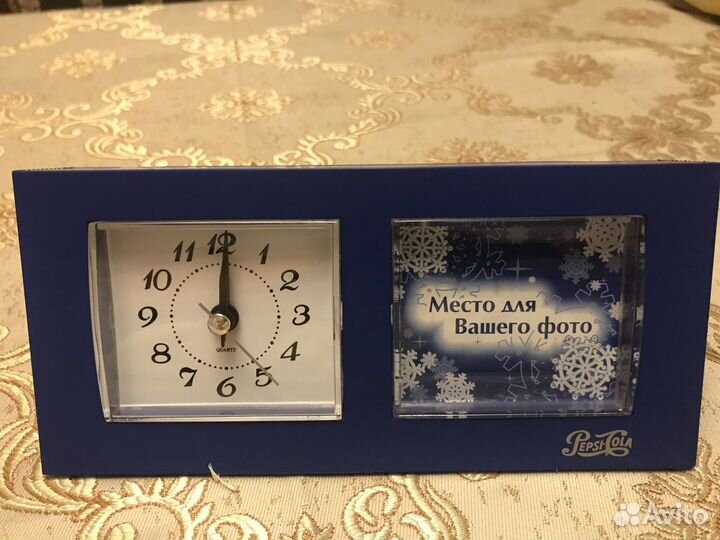 11 12 1
10 2
9 3
8 4
7 6 5
QUARTZ
Место для
Вашего фото
PEPSI-COLA
Avito